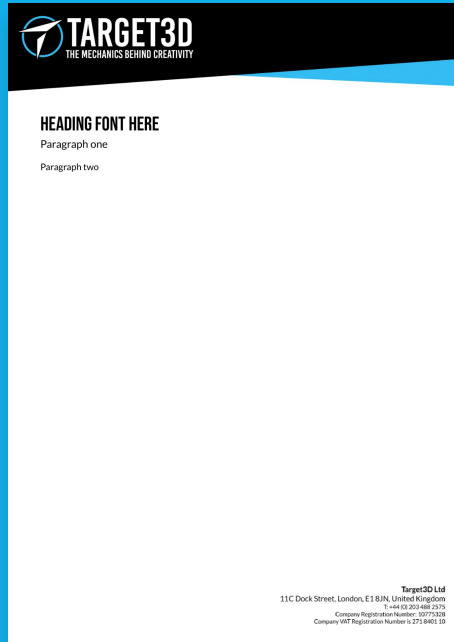 TARGET3D
THE MECHANICS BEHIND CREATIVITY
HEADING FONT HERE
Paragraph one
Paragraph two
Target3D Ltd
11C Dock Street, London, E1 8JN, United Kingdom
T: +44 (0) 203 488 2575
Company Registration Number: 10775328
Company VAT Registration Number is 271 8401 10